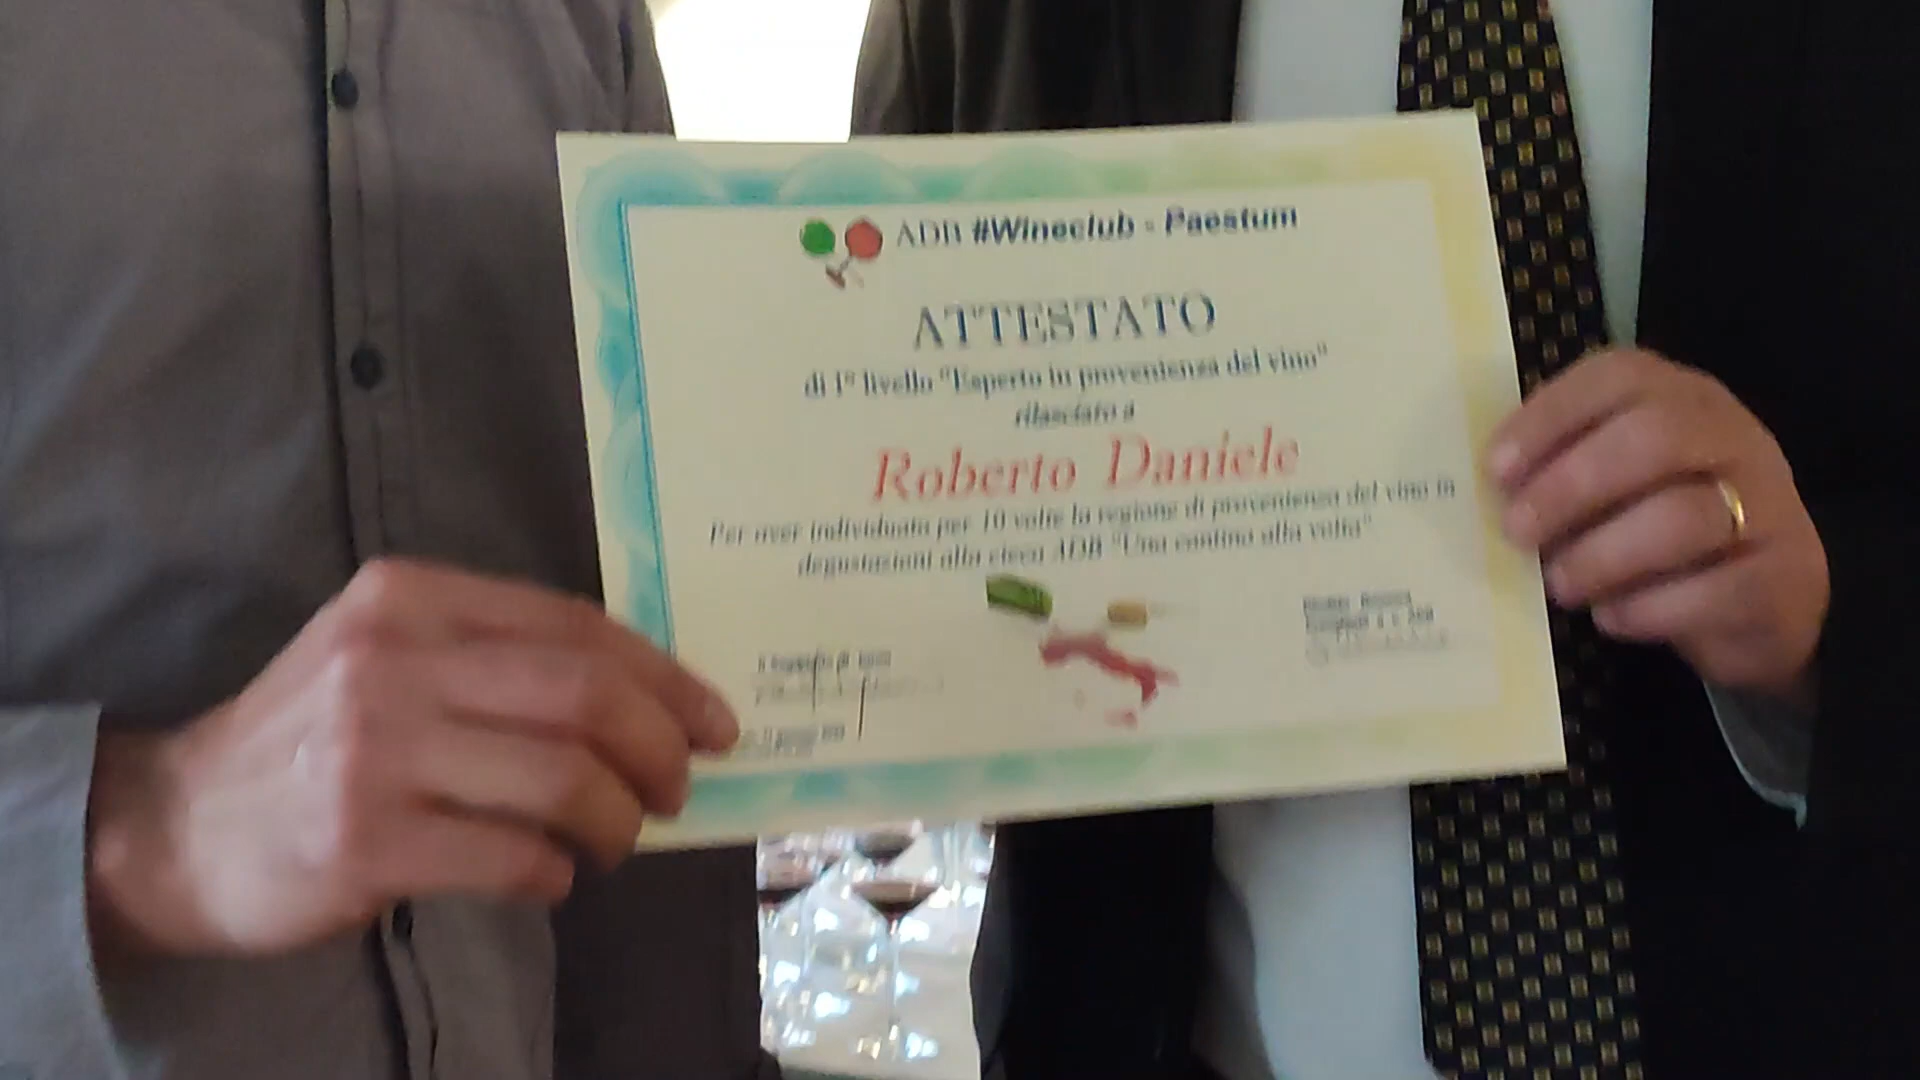 ADB #Wineclub - Paestum
ATTESTATO
di 1° livello "Esperto in provenienza del vino"
rilasciato a
Roberto Daniele
Per aver individuato per 10 volte la regione di provenienza del vino in
degustazioni alla cieca ADB "Una cantina alla volta"